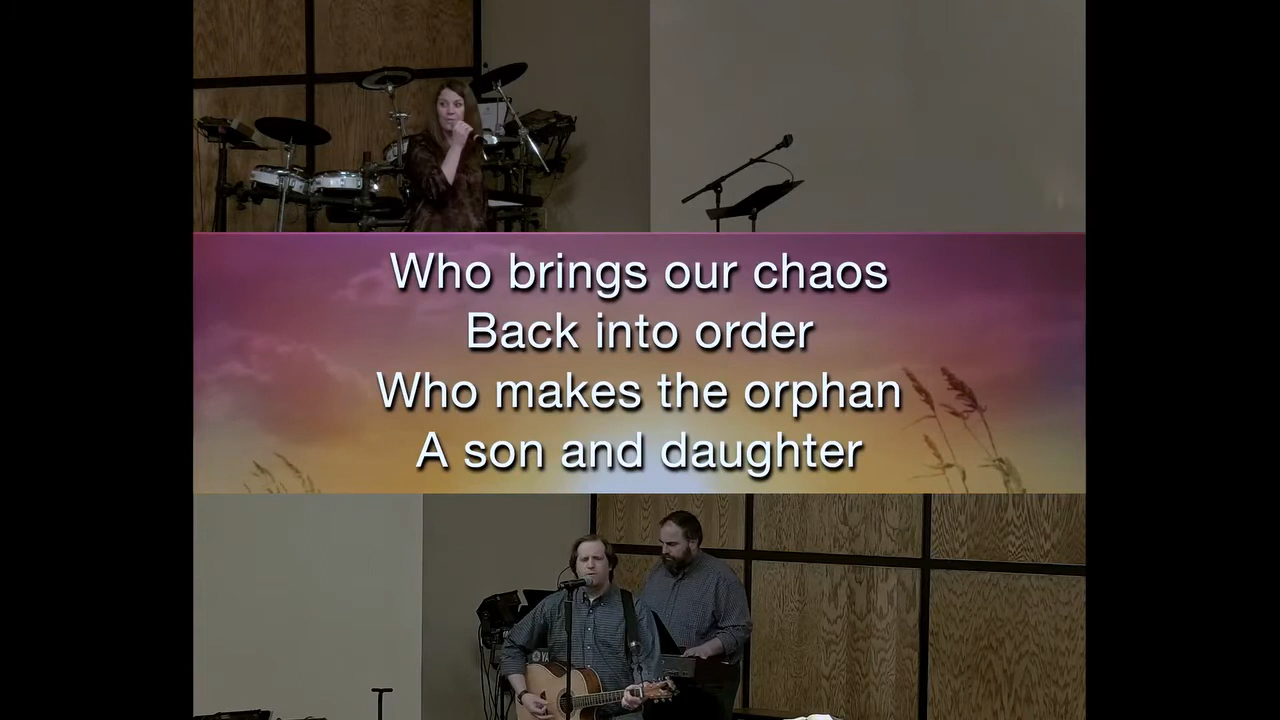 Who brings our chaos
Back into order
Who makes the orphan
A son and daughter